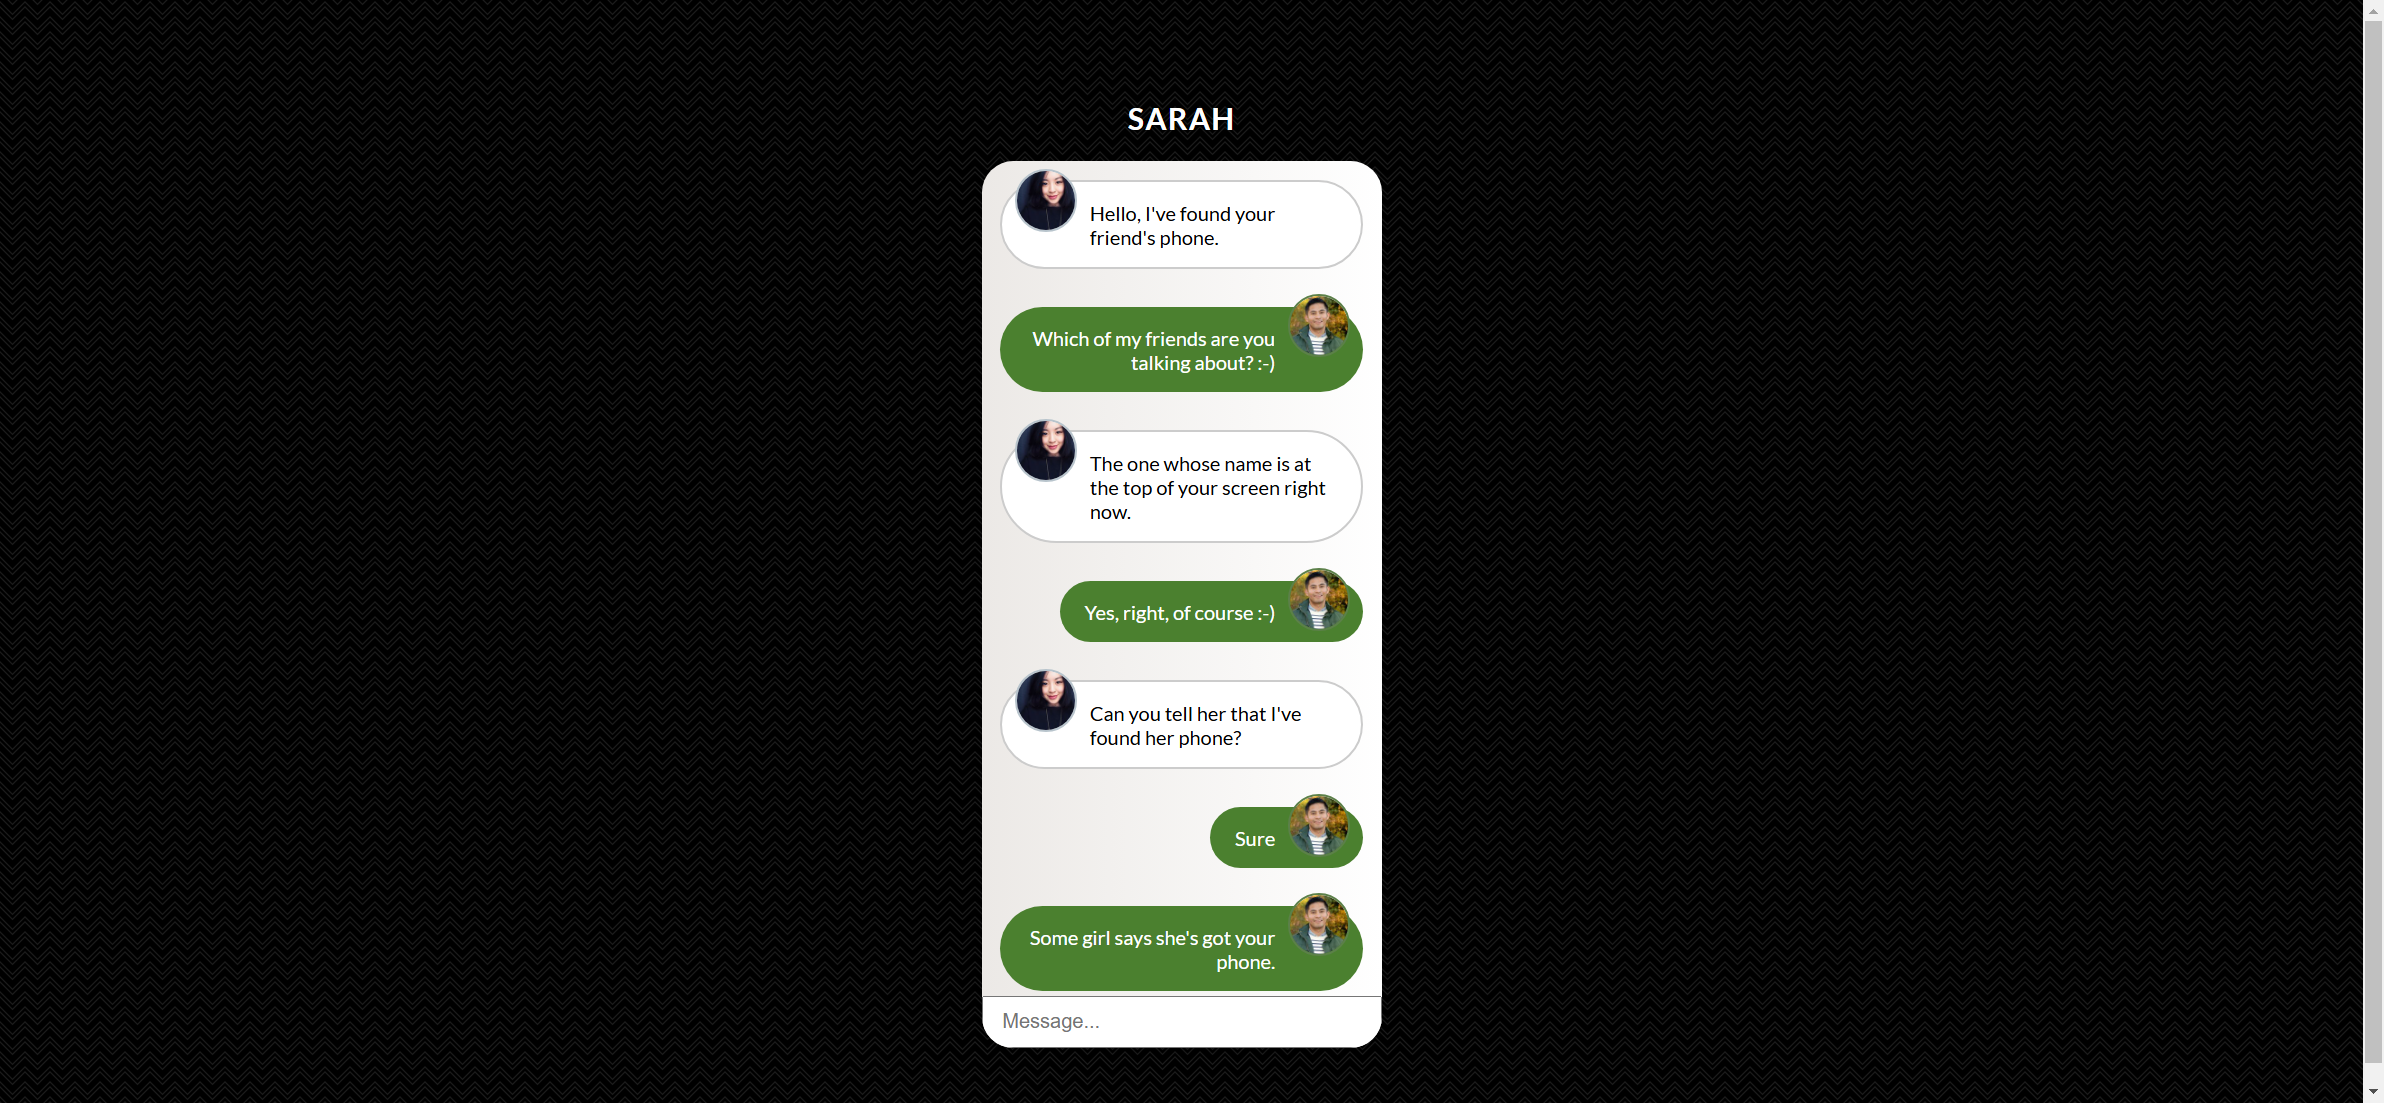 SARAH
Hello, I've found your
friend's phone.
Which of my friends are you
talking about? :-)
The one whose name is at
the top of your screen right
now.
Yes, right, of course :-)
Can you tell her that I've
found her phone?
Sure
Some girl says she's got your
phone.
Message...